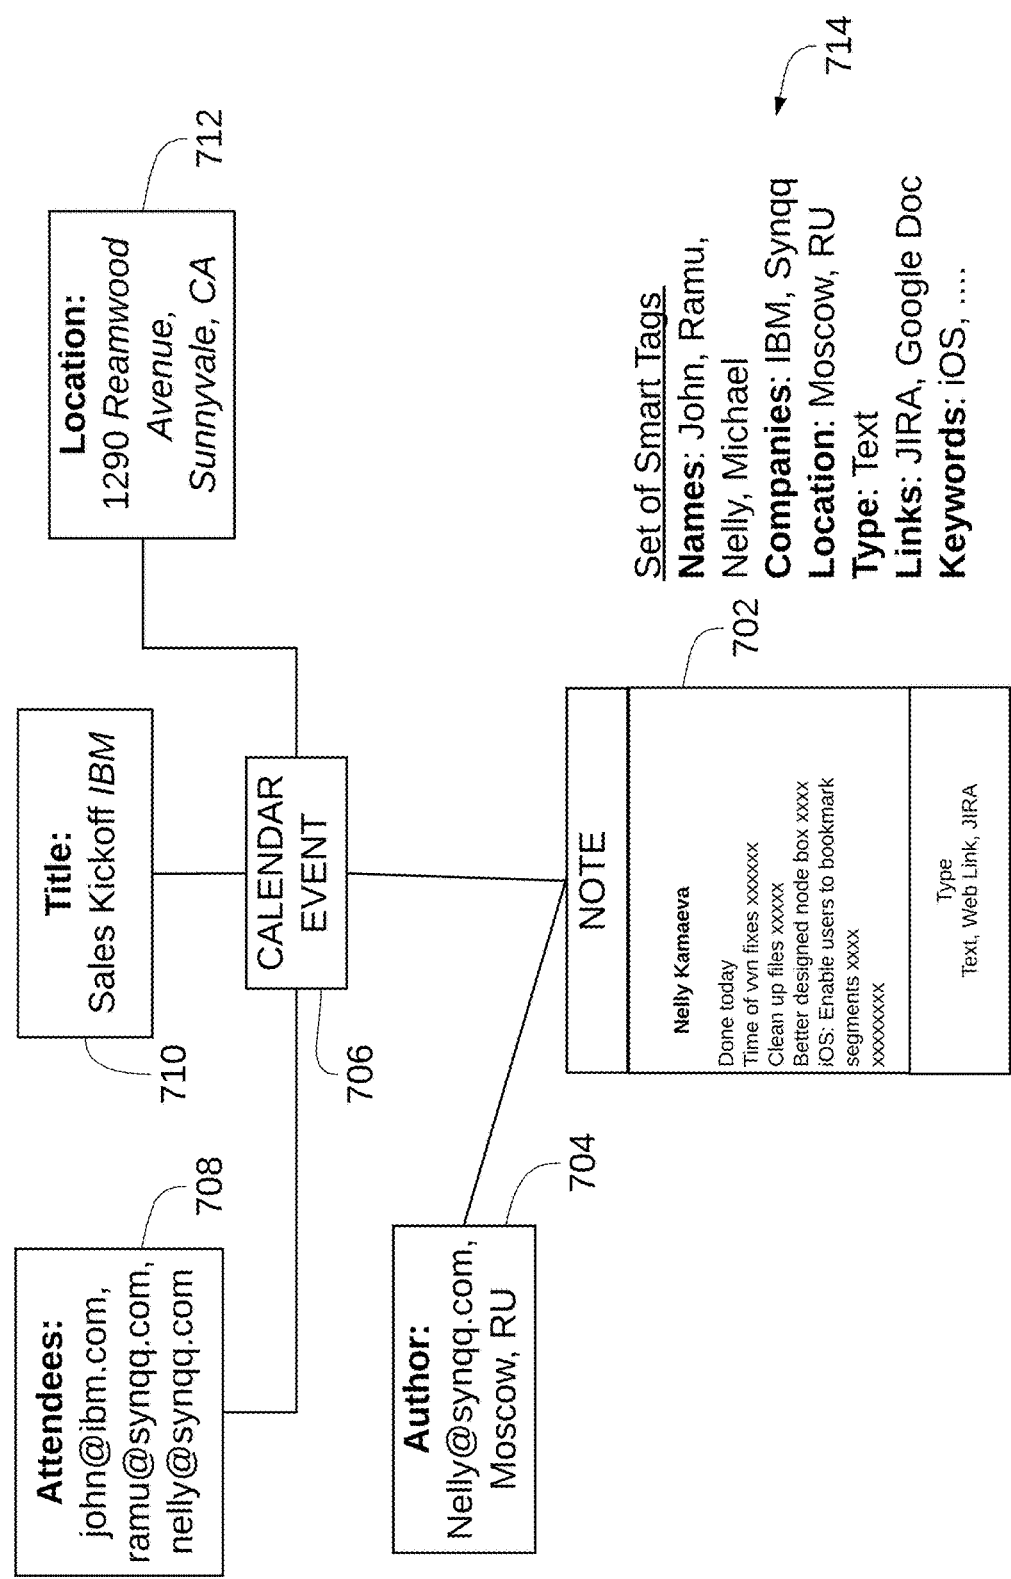 Attendees:
john@ibm.com,
ramu@synqq.com,
nelly@synqq.com
708
Title:
Sales Kickoff IBM
710
Location:
1290 Reamwood
Avenue,
Sunnyvale, CA
712
CALENDAR
EVENT
706
Author:
Nelly@synqq.com,
Moscow, RU
704
NOTE
Nelly Kamaeva
Done today
Time of vvn fixes xxxxxx
Clean up files xxxxx
Better designed node box xxxx
iOS: Enable users to bookmark
segments xxxx
xxxxxxxx
Type
Text, Web Link, JIRA
702
Set of Smart Tags
Names: John, Ramu,
Nelly, Michael
Companies: IBM, Synqq
Location: Moscow, RU
Type: Text
Links: JIRA, Google Doc
Keywords: iOS, ....
714